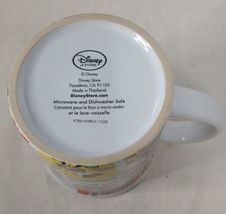 Disney
STORE
© Disney
Disney Store
Pasadena, CA 91105
Made in Thailand
DisneyStore.com
Microwave and Dishwasher Safe
Convient pour le four à micro-ondes
et le lave-vaisselle